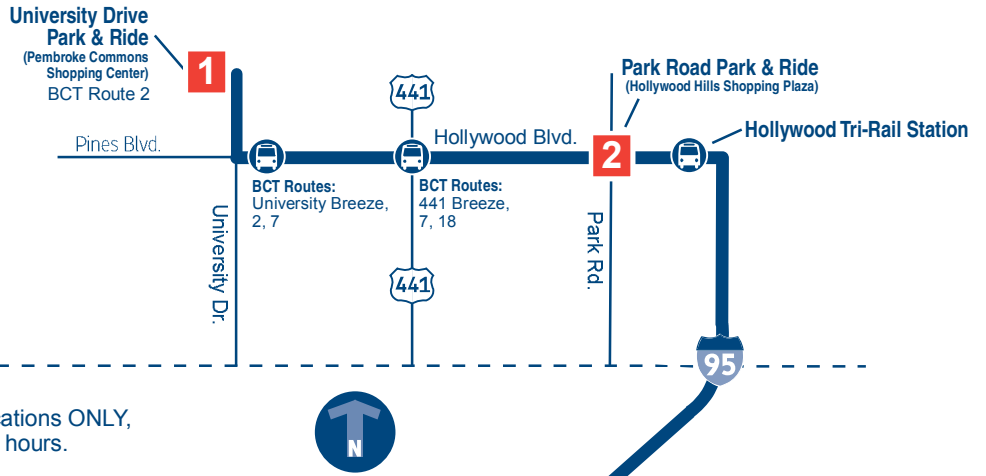 University Drive
Park & Ride
(Pembroke Commons
Shopping Center)
BCT Route 2
1
441
Park Road Park & Ride
(Hollywood Hills Shopping Plaza)
Hollywood Tri-Rail Station
Pines Blvd.
Hollywood Blvd.
2
BCT Routes:
University Breeze,
2, 7
BCT Routes:
441 Breeze,
7, 18
University Dr.
Park Rd.
441
95
ONLY,
hours.
N